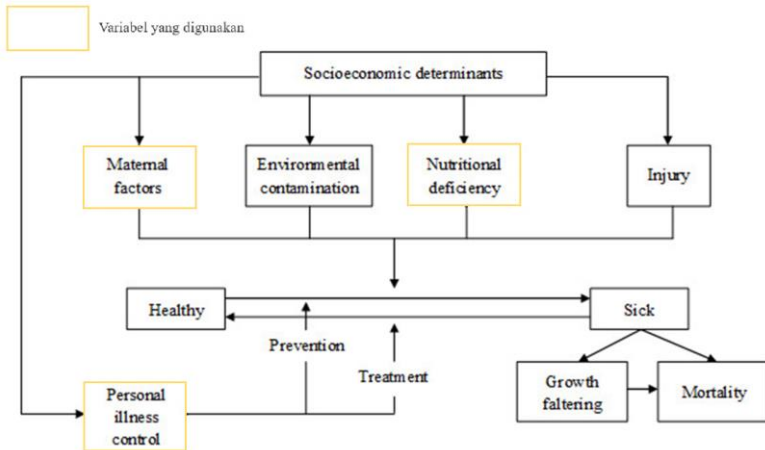 Variabel yang digunakan
Socioeconomic determinants
Maternal
factors
Environmental
contamination
Nutritional
deficiency
Injury
Healthy
Sick
Prevention
Treatment
Growth
faltering
Mortality
Personal
illness
control